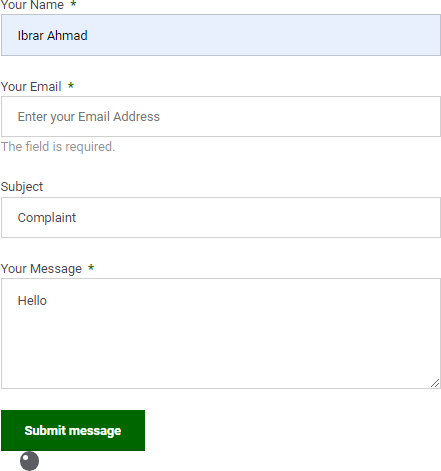 Your Name *
Ibrar Ahmad
Your Email *
Enter your Email Address
The field is required.
Subject
Complaint
Your Message *
Hello
Submit message